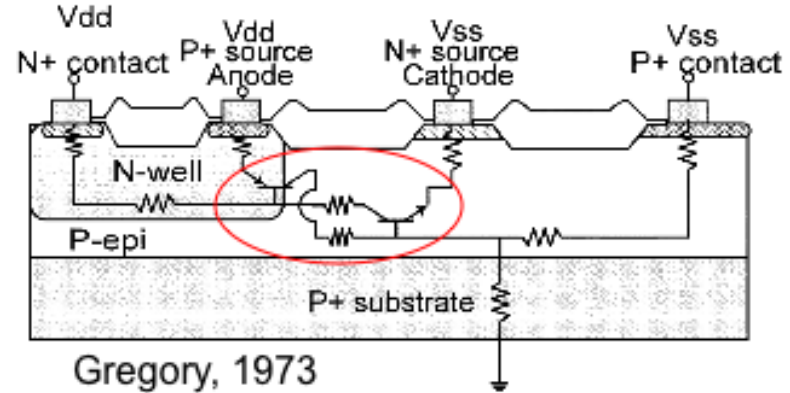 Vdd
N+ contact
Vdd
P+ source
Anode
Vss
N+ source
Cathode
Vss
P+ contact
N-well
P-epi
P+ substrate
Gregory, 1973